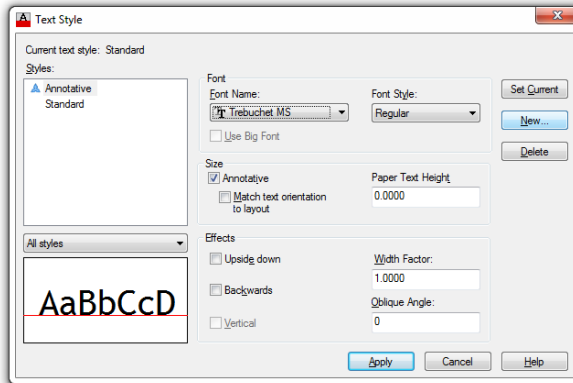 Text Style
Current text style: Standard
Styles:
Annotative
Standard
All styles
AaBbCcD
Font
Font Name:
Trebuchet MS
Font Style:
Regular
Use Big Font
Size
Annotative
Match text orientation
to layout
Paper Text Height
0.0000
Effects
Upside down
Backwards
Vertical
Width Factor:
1.0000
Oblique Angle:
0
Set Current
New...
Delete
Apply
Cancel
Help